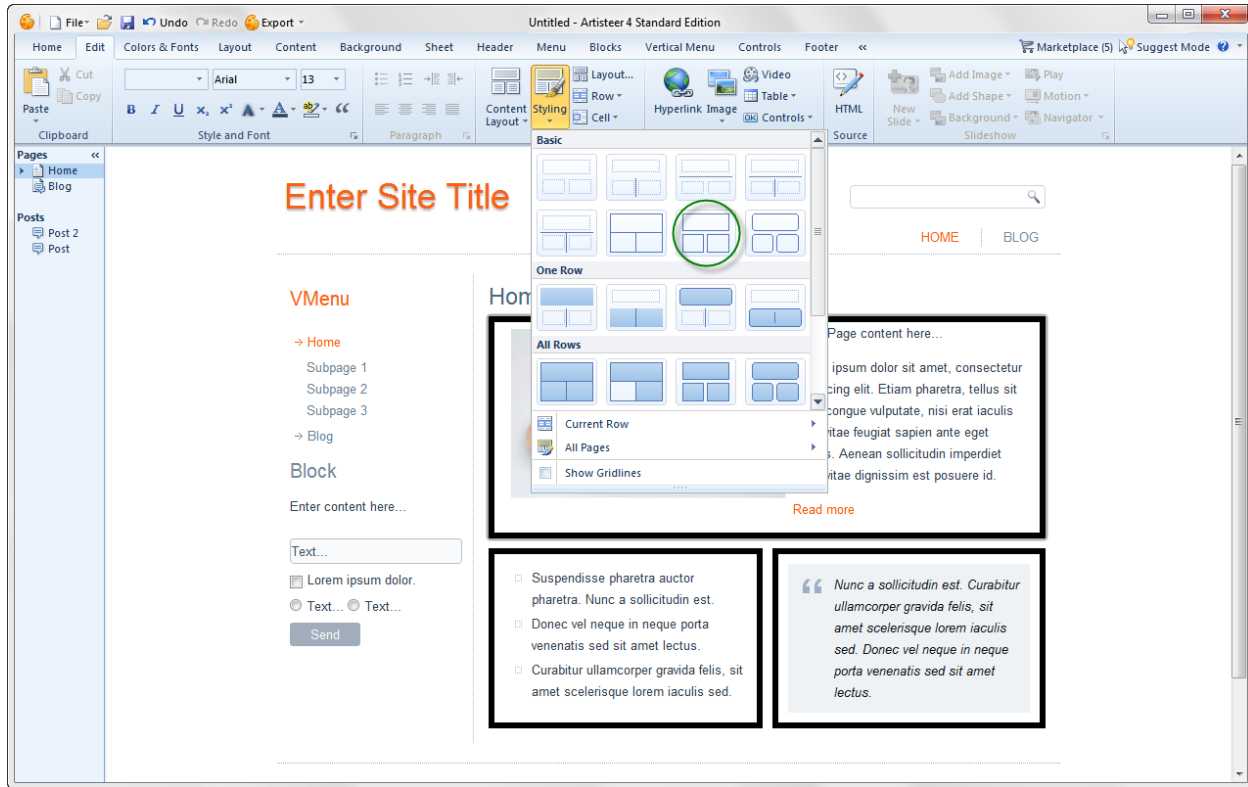 File Undo Redo Export Untitled - Artisteer 4 Standard Edition
Home Edit Colors & Fonts Layout Content Background Sheet Header Menu Blocks Vertical Menu Controls Footer « Marketplace (5) Suggest Mode
Paste Cut Copy
Clipboard
Arial 13
B I U x₂ x² A A ab “
Style and Font
Paragraph
Content Layout Styling Layout... Row Cell
Hyperlink Image Video Table OK Controls
HTML
Source
New Slide Add Image Add Shape Background Play Motion Navigator
Slideshow
Pages «
Home
Blog
Posts
Post 2
Post
Basic
One Row
All Rows
Current Row
All Pages
Show Gridlines
Enter Site Title
HOME BLOG
VMenu
Home
Subpage 1
Subpage 2
Subpage 3
Blog
Block
Enter content here...
Text...
Lorem ipsum dolor.
Text... Text...
Send
Hom
Page content here...
ipsum dolor sit amet, consectetur
cing elit. Etiam pharetra, tellus sit
congue vulputate, nisi erat iaculis
vitae feugiat sapien ante eget
s. Aenean sollicitudin imperdiet
vitae dignissim est posuere id.
Read more
Suspendisse pharetra auctor
pharetra. Nunc a sollicitudin est.
Donec vel neque in neque porta
venenatis sed sit amet lectus.
Curabitur ullamcorper gravida felis, sit
amet scelerisque lorem iaculis sed.
“ Nunc a sollicitudin est. Curabitur
ullamcorper gravida felis, sit
amet scelerisque lorem iaculis
sed. Donec vel neque in neque
porta venenatis sed sit amet
lectus.